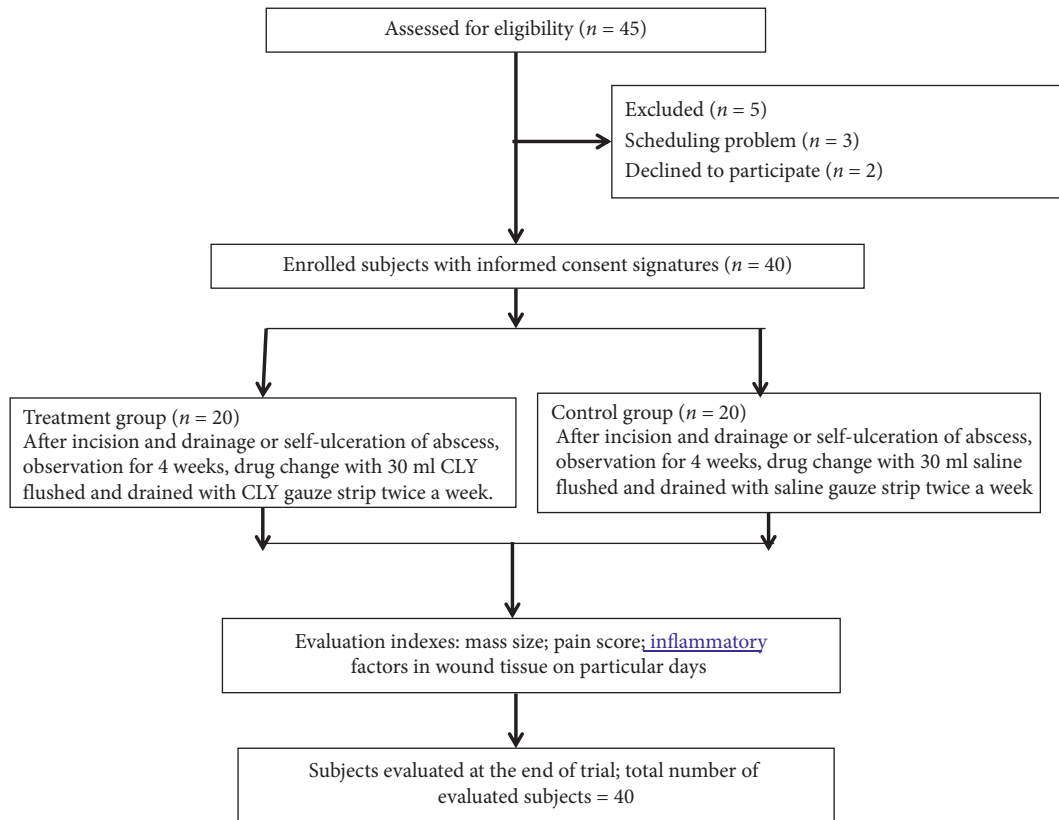 Assessed for eligibility (n = 45)
Excluded (n = 5)
Scheduling problem (n = 3)
Declined to participate (n = 2)
Enrolled subjects with informed consent signatures (n = 40)
Treatment group (n = 20)
After incision and drainage or self-ulceration of abscess,
observation for 4 weeks, drug change with 30 ml CLY
flushed and drained with CLY gauze strip twice a week.
Control group (n = 20)
After incision and drainage or self-ulceration of abscess,
observation for 4 weeks, drug change with 30 ml saline
flushed and drained with saline gauze strip twice a week
Evaluation indexes: mass size; pain score; inflammatory
factors in wound tissue on particular days
Subjects evaluated at the end of trial; total number of
evaluated subjects = 40